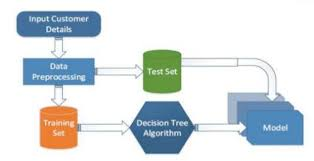 Input Customer
Details
Data
Preprocessing
Test Set
Training
Set
Decision Tree
Algorithm
Model